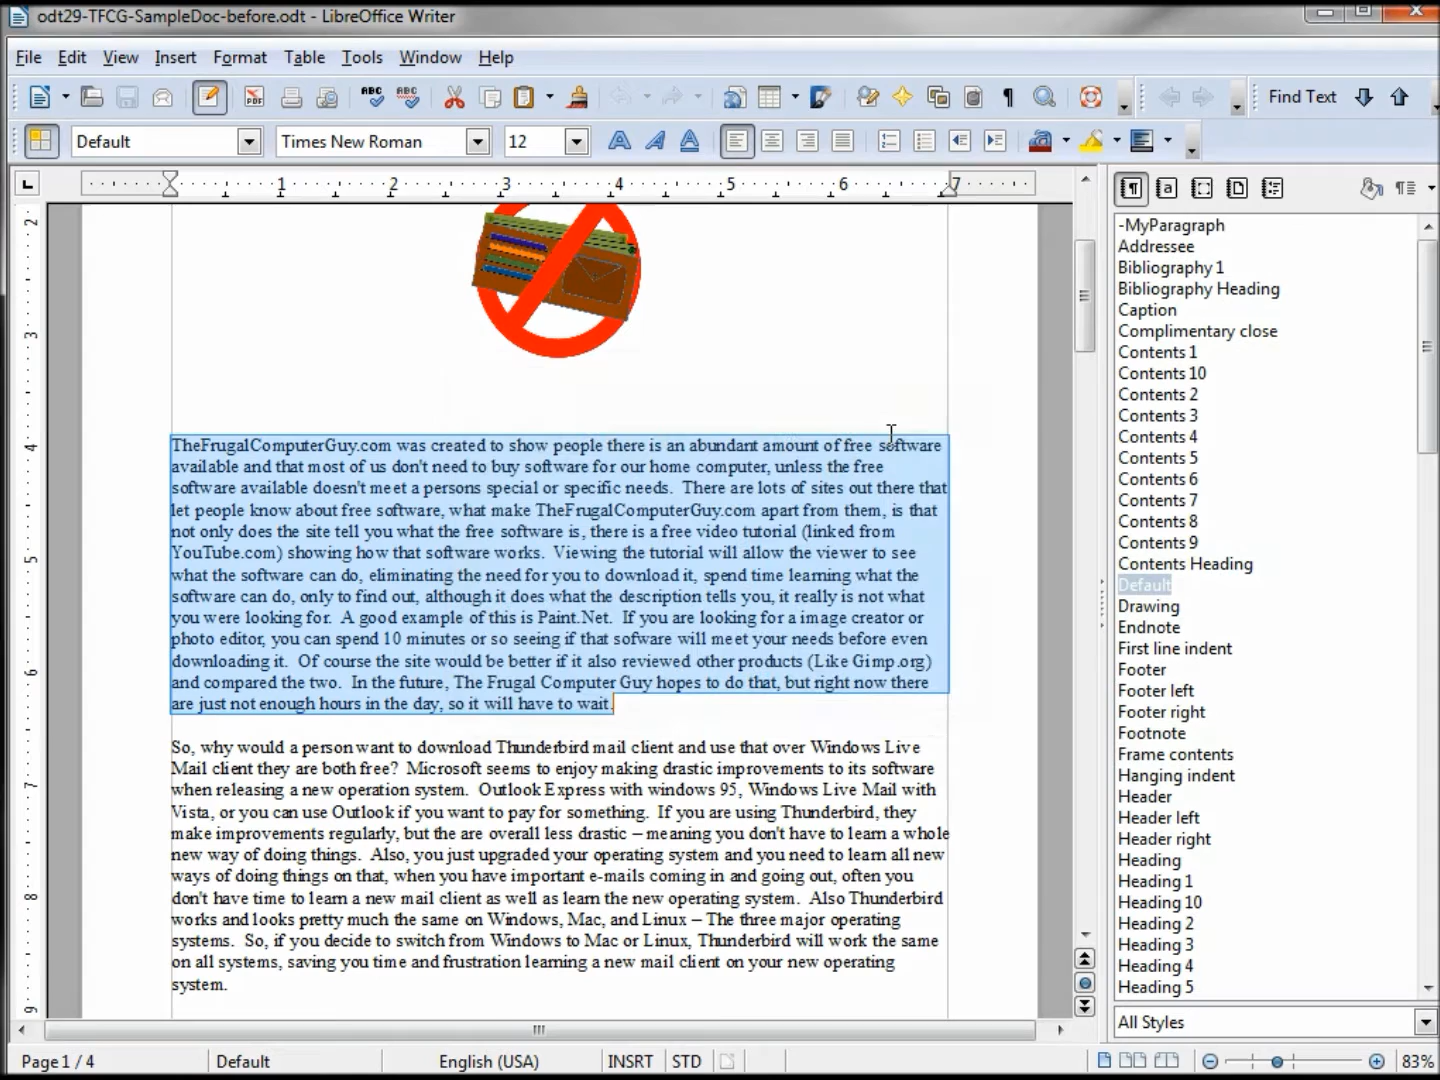 odt29-TFCG-SampleDoc-before.odt - LibreOffice Writer
File Edit View Insert Format Table Tools Window Help
PDF ABC ABC Find Text
Default Times New Roman 12
1 2 3 4 5 6 7
2
3
4
5
6
7
8
9
TheFrugalComputerGuy.com was created to show people there is an abundant amount of free software
available and that most of us don't need to buy software for our home computer, unless the free
software available doesn't meet a persons special or specific needs.  There are lots of sites out there that
let people know about free software, what make TheFrugalComputerGuy.com apart from them, is that
not only does the site tell you what the free software is, there is a free video tutorial (linked from
YouTube.com) showing how that software works.  Viewing the tutorial will allow the viewer to see
what the software can do, eliminating the need for you to download it, spend time learning what the
software can do, only to find out, although it does what the description tells you, it really is not what
you were looking for.  A good example of this is Paint.Net.  If you are looking for a image creator or
photo editor, you can spend 10 minutes or so seeing if that sofware will meet your needs before even
downloading it.  Of course the site would be better if it also reviewed other products (Like Gimp.org)
and compared the two.  In the future, The Frugal Computer Guy hopes to do that, but right now there
are just not enough hours in the day, so it will have to wait.
So, why would a person want to download Thunderbird mail client and use that over Windows Live
Mail client they are both free?  Microsoft seems to enjoy making drastic improvements to its software
when releasing a new operation system.  Outlook Express with windows 95, Windows Live Mail with
Vista, or you can use Outlook if you want to pay for something.  If you are using Thunderbird, they
make improvements regularly, but the are overall less drastic – meaning you don't have to learn a whole
new way of doing things.  Also, you just upgraded your operating system and you need to learn all new
ways of doing things on that, when you have important e-mails coming in and going out, often you
don't have time to learn a new mail client as well as learn the new operating system.  Also Thunderbird
works and looks pretty much the same on Windows, Mac, and Linux – The three major operating
systems.  So, if you decide to switch from Windows to Mac or Linux, Thunderbird will work the same
on all systems, saving you time and frustration learning a new mail client on your new operating
system.
-MyParagraph
Addressee
Bibliography 1
Bibliography Heading
Caption
Complimentary close
Contents 1
Contents 10
Contents 2
Contents 3
Contents 4
Contents 5
Contents 6
Contents 7
Contents 8
Contents 9
Contents Heading
Default
Drawing
Endnote
First line indent
Footer
Footer left
Footer right
Footnote
Frame contents
Hanging indent
Header
Header left
Header right
Heading
Heading 1
Heading 10
Heading 2
Heading 3
Heading 4
Heading 5
All Styles
Page 1 / 4 Default English (USA) INSRT STD 83%